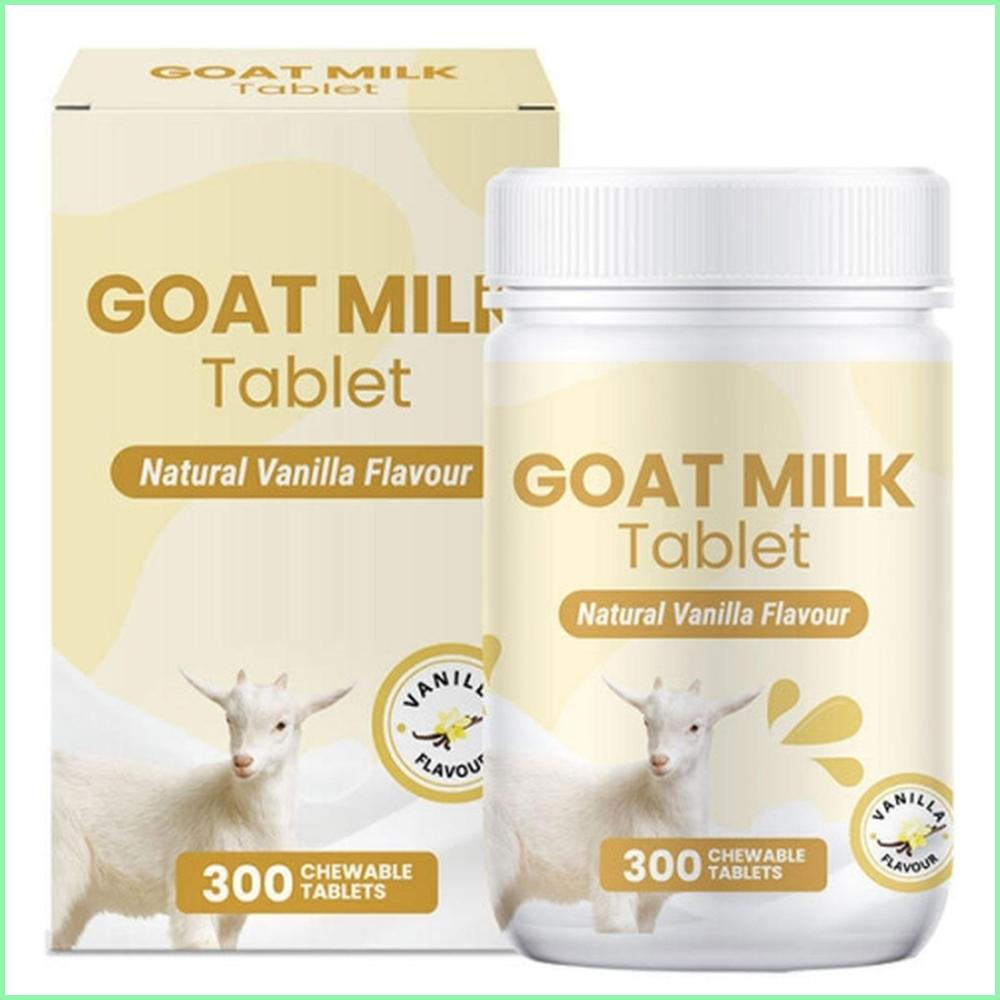 GOAT MILK
Tablet
GOAT MILK
Tablet
Natural Vanilla Flavour
VANILLA
FLAVOUR
300 CHEWABLE
TABLETS
GOAT MILK
Tablet
Natural Vanilla Flavour
VANILLA
FLAVOUR
300 CHEWABLE
TABLETS